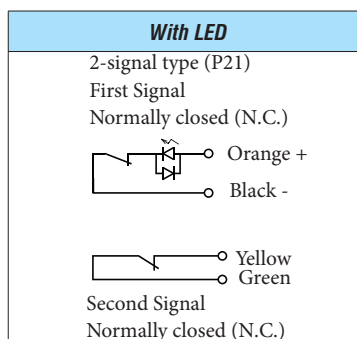 With LED
2-signal type (P21)
First Signal
Normally closed (N.C.)
Orange +
Black -
Yellow
Green
Second Signal
Normally closed (N.C.)